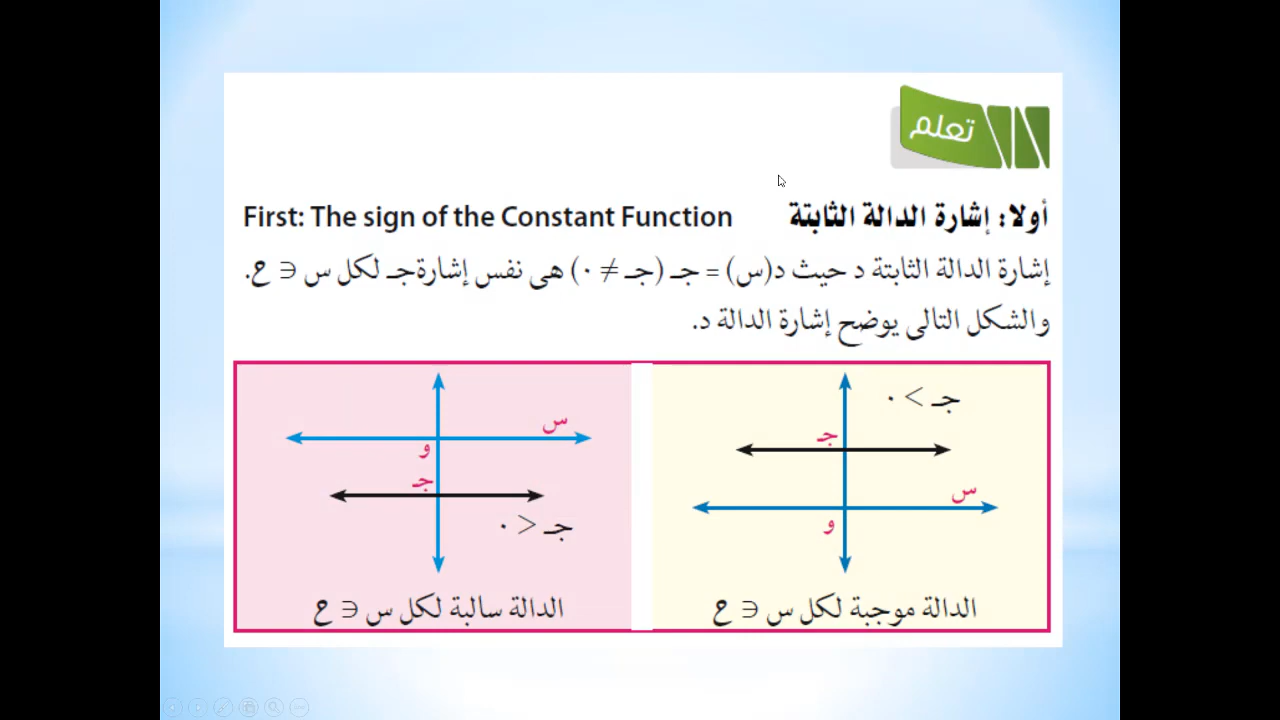 تعلم
أولا: إشارة الدالة الثابتة First: The sign of the Constant Function
إشارة الدالة الثابتة د حيث د(س) = جـ (جـ ≠ ٠) هى نفس إشارة جـ لكل س ∈ ح.
والشكل التالى يوضح إشارة الدالة د.
جـ > ٠
جـ
س
و
الدالة موجبة لكل س ∈ ح
س
و
جـ
جـ < ٠
الدالة سالبة لكل س ∈ ح